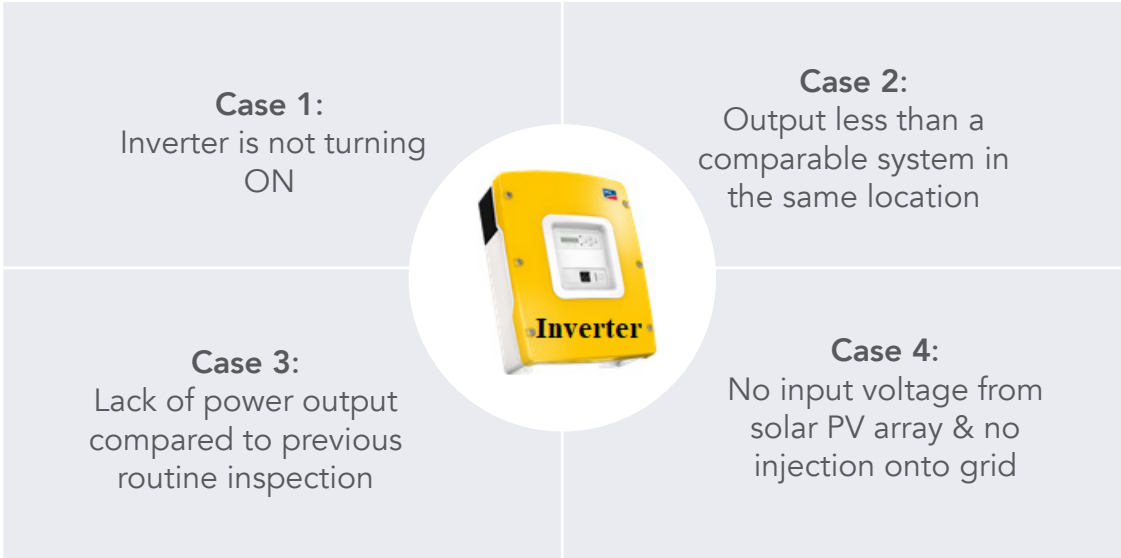 Case 1:
Inverter is not turning
ON
Case 2:
Output less than a
comparable system in
the same location
Inverter
Case 3:
Lack of power output
compared to previous
routine inspection
Case 4:
No input voltage from
solar PV array & no
injection onto grid